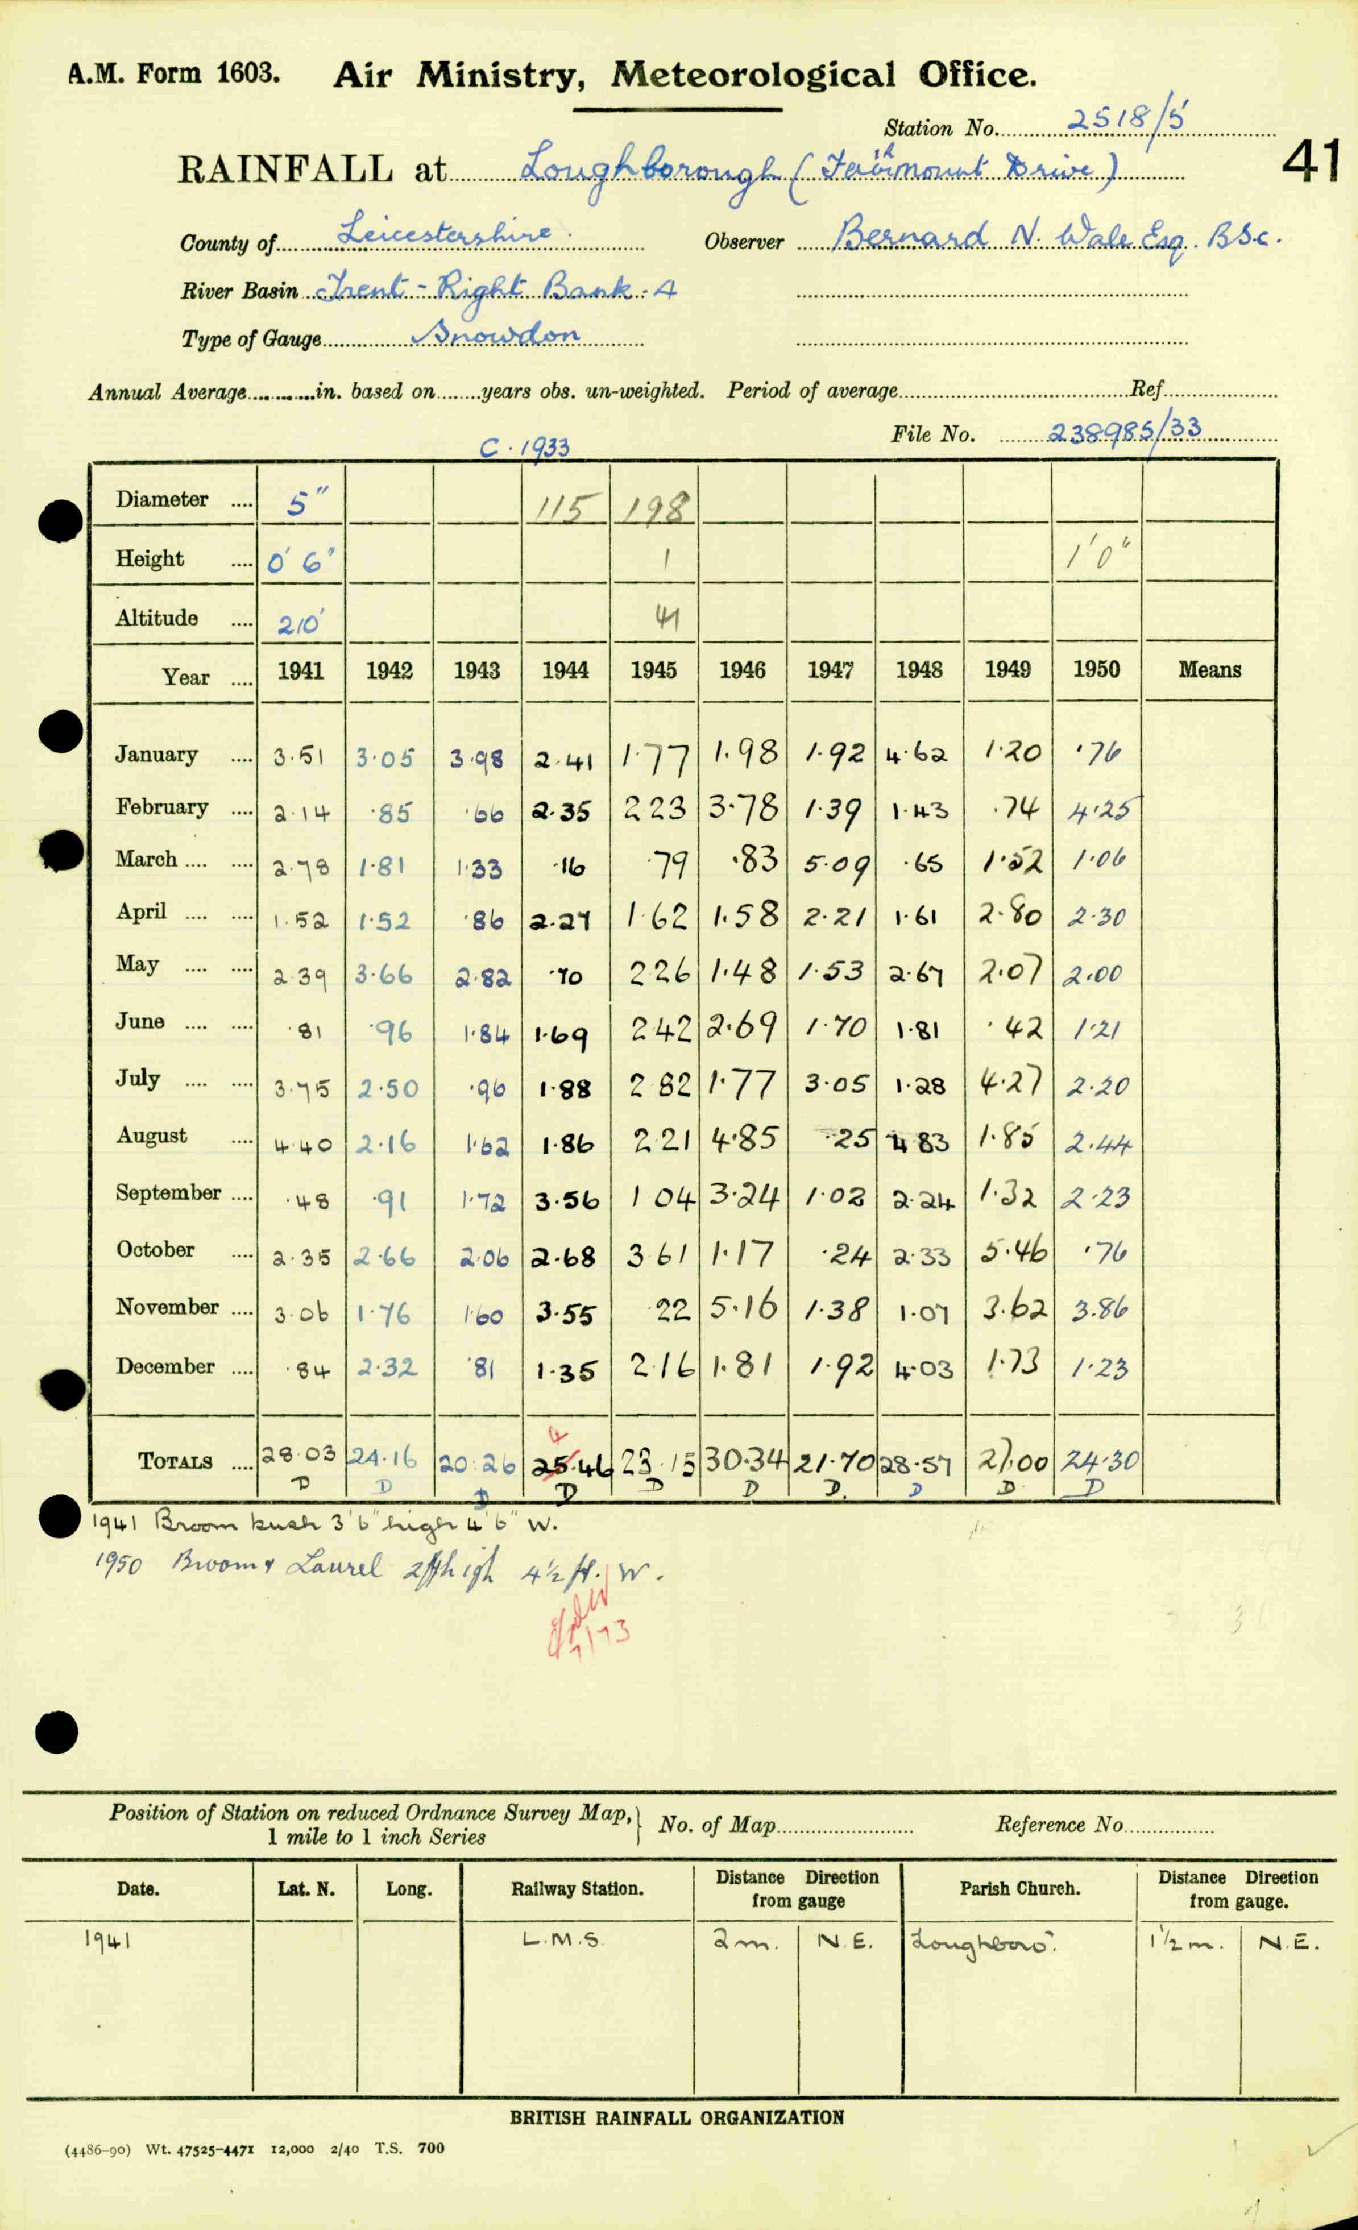 A.M. Form 1603. Air Ministry, Meteorological Office.
Station No. 2518/5
RAINFALL at Loughborough (Fairmount Drive)
41
County of Leicestershire Observer Bernard N. Wale Esq. B.Sc.
River Basin Trent - Right Bank - 4
Type of Gauge Snowdon
Annual Average in. based on years obs. un-weighted. Period of average Ref.
File No. 238985/33
C. 1933
Diameter 5" 115 198
Height 0' 6" 1 1' 0"
Altitude 210' 41
Year 1941 1942 1943 1944 1945 1946 1947 1948 1949 1950 Means
January 3.51 3.05 3.98 2.41 1.77 1.98 1.92 4.62 1.20 .76
February 2.14 .85 .66 2.35 2 23 3.78 1.39 1.43 .74 4.25
March 2.78 1.81 1.33 .16 .79 .83 5.09 .65 1.52 1.06
April 1.52 1.52 .86 2.27 1.62 1.58 2.21 1.61 2.80 2.30
May 2.39 3.66 2.82 .70 2 26 1.48 1.53 2.67 2.07 2.00
June .81 .96 1.84 1.69 2 42 2.69 1.70 1.81 .42 1.21
July 3.75 2.50 .96 1.88 2 82 1.77 3.05 1.28 4.27 2.20
August 4.40 2.16 1.62 1.86 2 21 4.85 .25 4 83 1.85 2.44
September .48 .91 1.72 3.56 1 04 3.24 1.02 2.24 1.32 2.23
October 2.35 2.66 2.06 2.68 3 61 1.17 .24 2.33 5.46 .76
November 3.06 1.76 1.60 3.55 .22 5.16 1.38 1.07 3.62 3.86
December .84 2.32 .81 1.35 2.16 1.81 1.92 4.03 1.73 1.23
4
TOTALS 28.03 24.16 20.26 25.46 23.15 30.34 21.70 28.57 27.00 24.30
D D D D D D D D D D
1941 Broom bush 3'6" high 4'6" W.
1950 Broom & Laurel 2ft high 4½ ft. W.
7/73
Position of Station on reduced Ordnance Survey Map, 1 mile to 1 inch Series No. of Map Reference No.
Date. Lat. N. Long. Railway Station. Distance Direction from gauge Parish Church. Distance Direction from gauge.
1941 L.M.S. 2 m. N.E. Loughboro'. 1½ m. N.E.
BRITISH RAINFALL ORGANIZATION
(4486-90) Wt. 47525-4471 12,000 2/40 T.S. 700